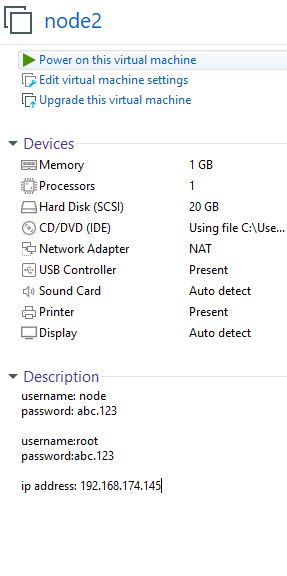 node2
Power on this virtual machine
Edit virtual machine settings
Upgrade this virtual machine
Devices
Memory 1 GB
Processors 1
Hard Disk (SCSI) 20 GB
CD/DVD (IDE) Using file C:\Use...
Network Adapter NAT
USB Controller Present
Sound Card Auto detect
Printer Present
Display Auto detect
Description
username: node
password: abc.123
username:root
password:abc.123
ip address: 192.168.174.145